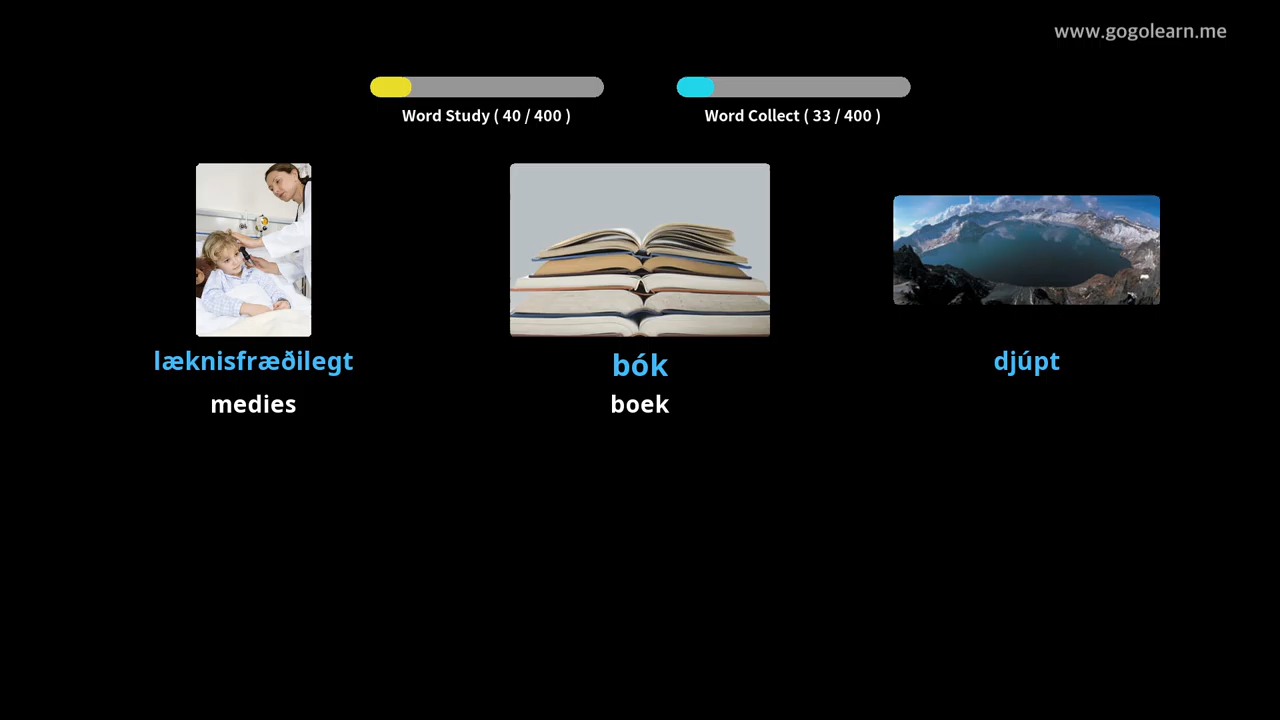 www.gogolearn.me
Word Study ( 40 / 400 )
Word Collect ( 33 / 400 )
læknisfræðilegt
medies
bók
boek
djúpt